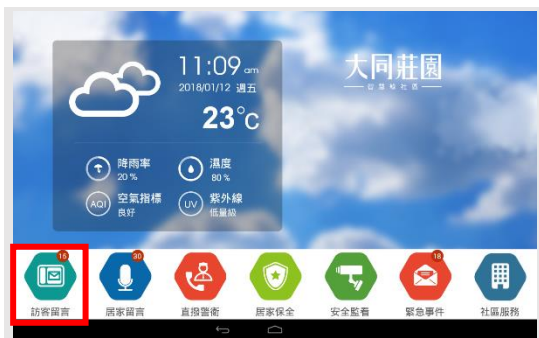 11:09 am
2018/01/12 週五
23°c
大同莊園
降雨率
20 %
濕度
80 %
AQI
空氣指標
良好
UV
紫外線
低量級
15
30
18
訪客留言
居家留言
直撥警衛
居家保全
安全監看
緊急事件
社區服務